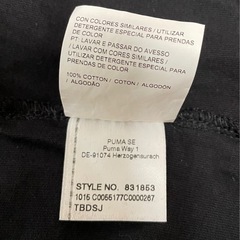 CON COLORES SIMILARES / UTILIZAR
DETERGENTE ESPECIAL PARA PRENDAS
DE COLOR
PT: LAVAR E PASSAR DO AVESSO
/ LAVAR COM CORES SIMILARES /
UTILIZAR DETERGENTE ESPECIAL
PARA PRENDAS DE COLOR
100% COTTON / COTON / ALGODÓN
/ ALGODÃO
PUMA SE
Puma Way 1
DE-91074 Herzogenaurach
STYLE NO. 831853
1015 C0055177C0000287
TBDSJ